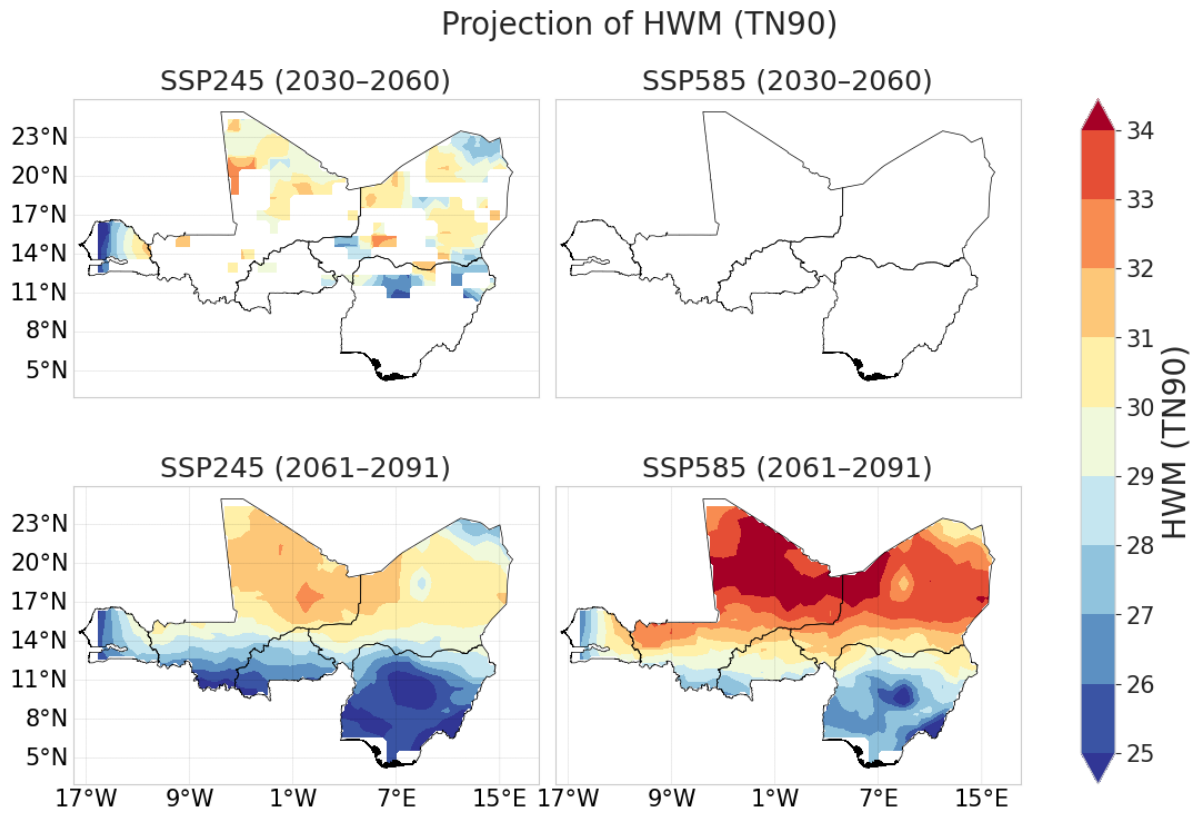 Projection of HWM (TN90)
SSP245 (2030–2060)
SSP585 (2030–2060)
23°N
20°N
17°N
14°N
11°N
8°N
5°N
34
33
32
31
30
29
28
27
26
25
HWM (TN90)
SSP245 (2061–2091)
SSP585 (2061–2091)
23°N
20°N
17°N
14°N
11°N
8°N
5°N
17°W 9°W 1°W 7°E 15°E 17°W 9°W 1°W 7°E 15°E